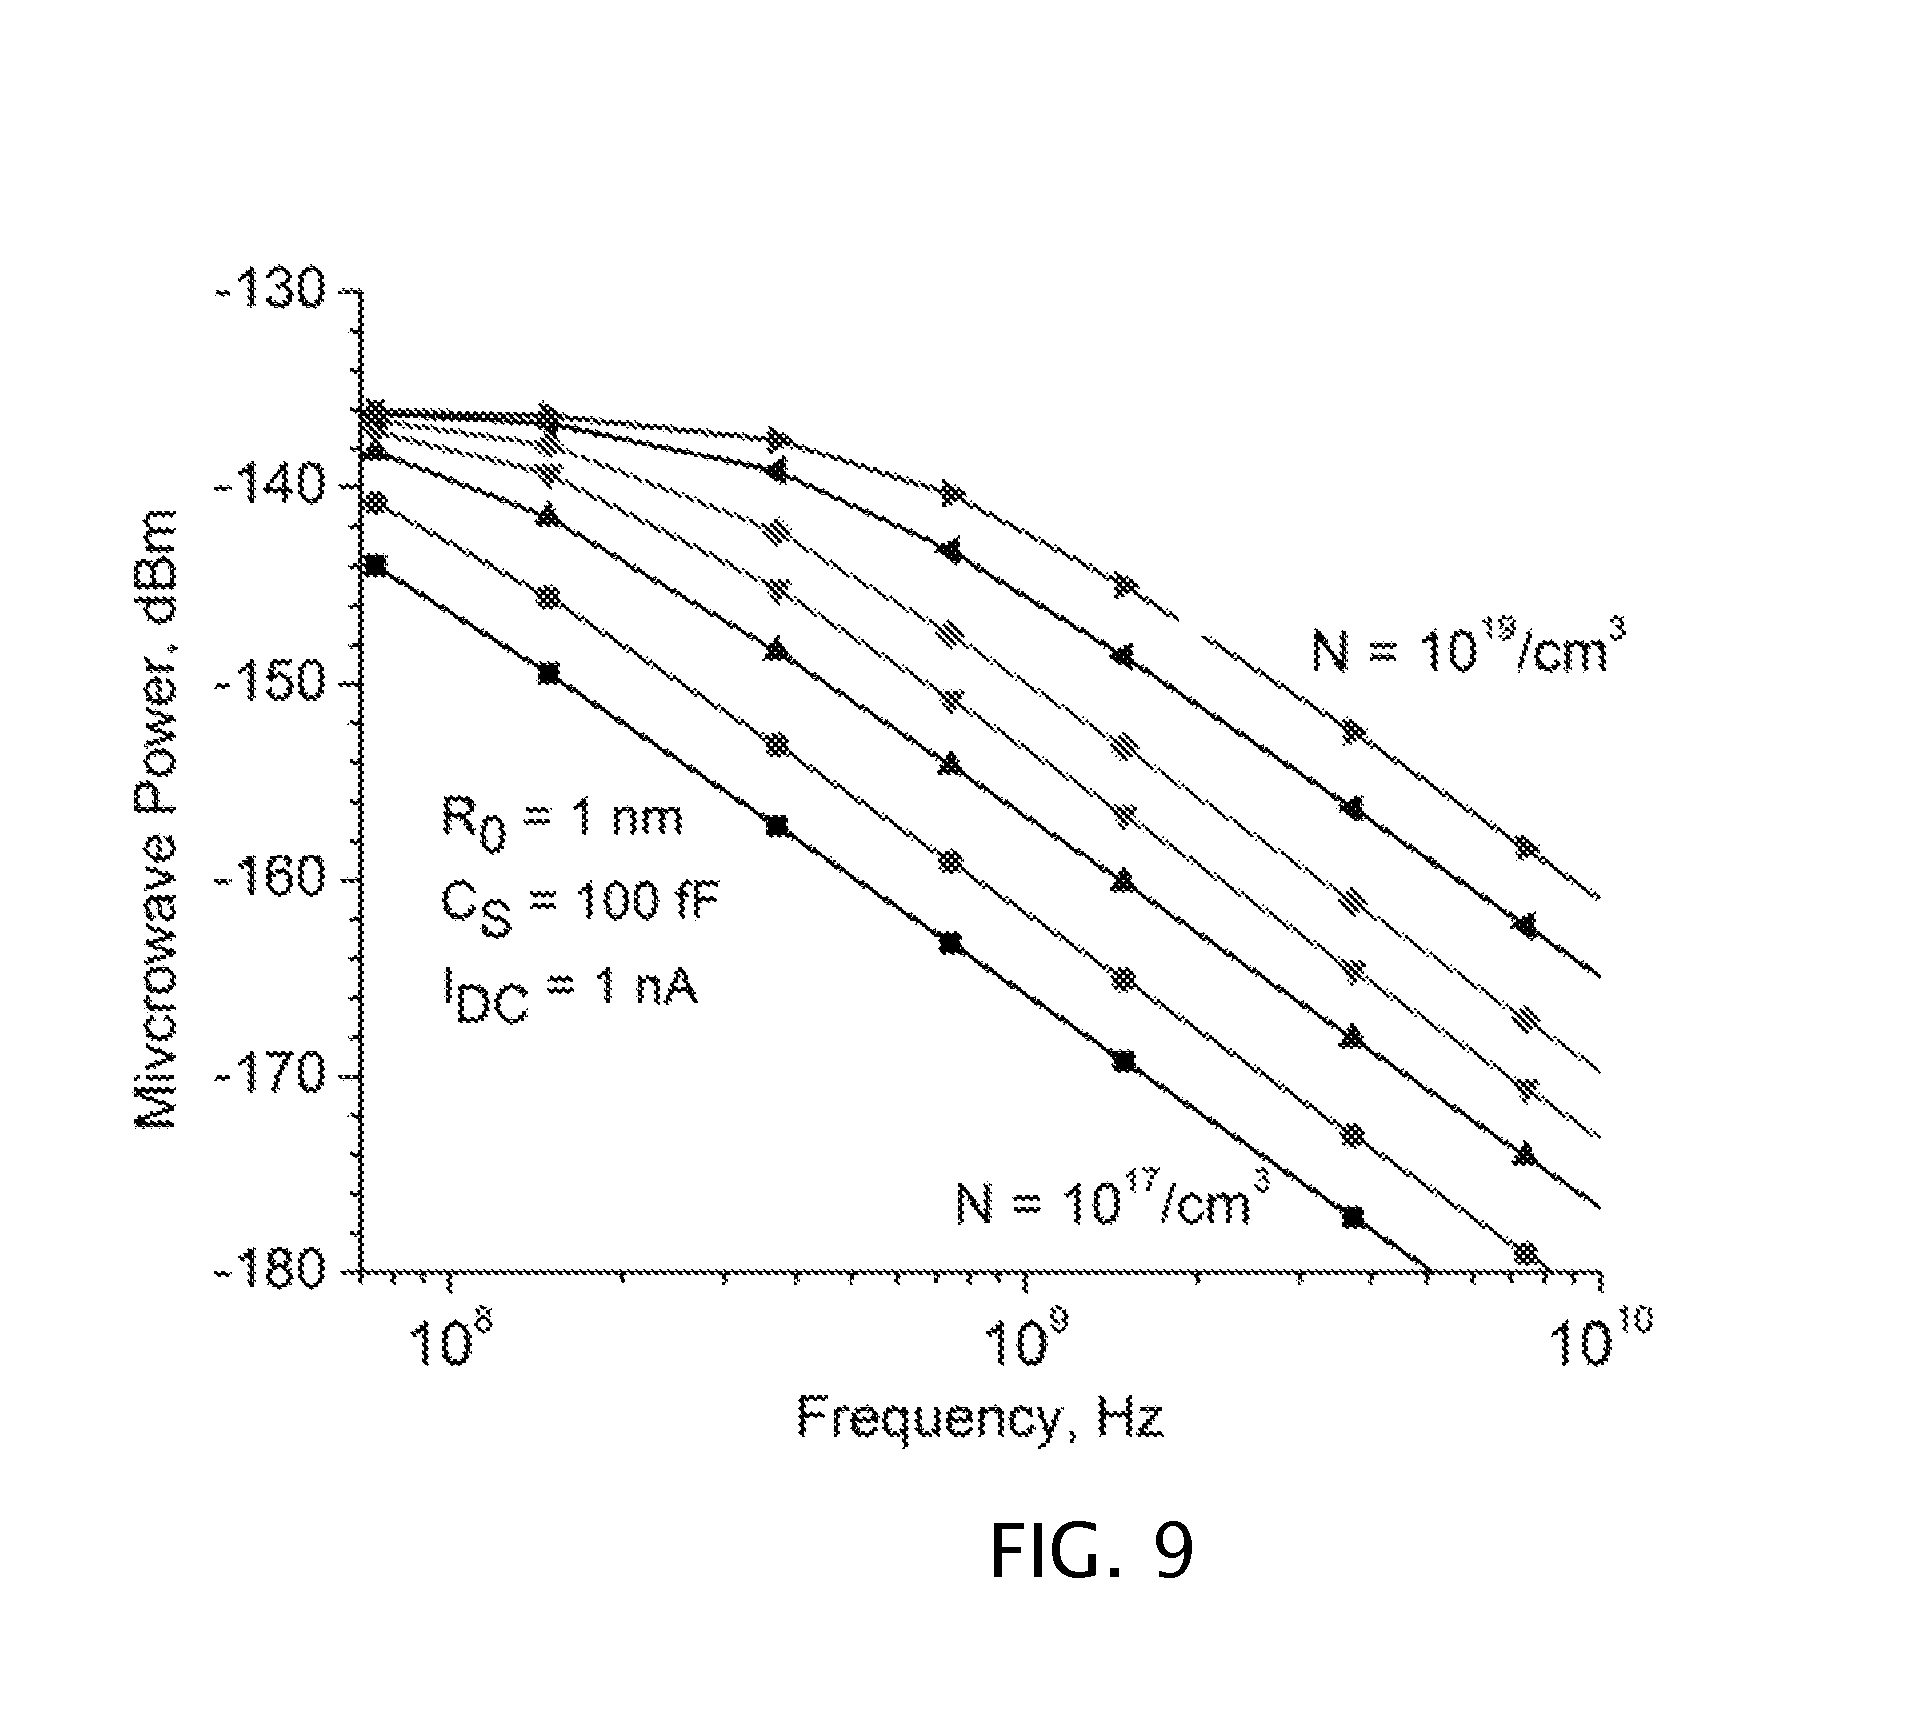 -130
-140
-150
-160
-170
-180
Mivcrowave Power, dBm
N = 10¹⁹/cm³
R₀ = 1 nm
C_S = 100 fF
I_DC = 1 nA
N = 10¹⁷/cm³
10⁸ 10⁹ 10¹⁰
Frequency, Hz
FIG. 9